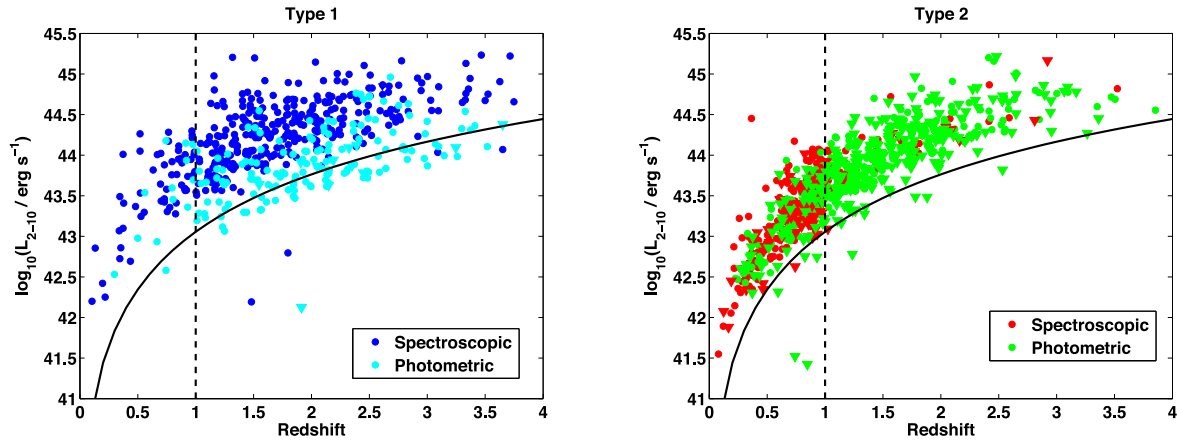 Type 1
45.5
45
44.5
44
43.5
43
42.5
42
41.5
41
log10(L2−10 / erg s−1)
0 0.5 1 1.5 2 2.5 3 3.5 4
Redshift
Spectroscopic
Photometric
Type 2
45.5
45
44.5
44
43.5
43
42.5
42
41.5
41
log10(L2−10 / erg s−1)
0 0.5 1 1.5 2 2.5 3 3.5 4
Redshift
Spectroscopic
Photometric